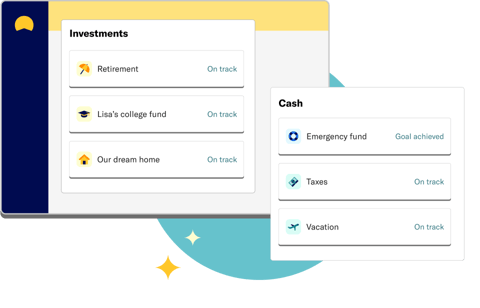 Investments
Retirement On track
Lisa's college fund On track
Our dream home On track
Cash
Emergency fund Goal achieved
Taxes On track
Vacation On track